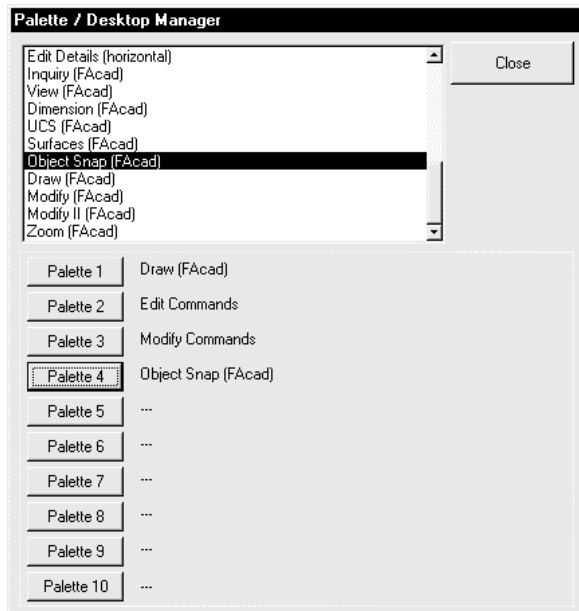 Palette / Desktop Manager
Edit Details (horizontal)
Inquiry (FAcad)
View (FAcad)
Dimension (FAcad)
UCS (FAcad)
Surfaces (FAcad)
Object Snap (FAcad)
Draw (FAcad)
Modify (FAcad)
Modify II (FAcad)
Zoom (FAcad)
Close
Palette 1 Draw (FAcad)
Palette 2 Edit Commands
Palette 3 Modify Commands
Palette 4 Object Snap (FAcad)
Palette 5 ---
Palette 6 ---
Palette 7 ---
Palette 8 ---
Palette 9 ---
Palette 10 ---